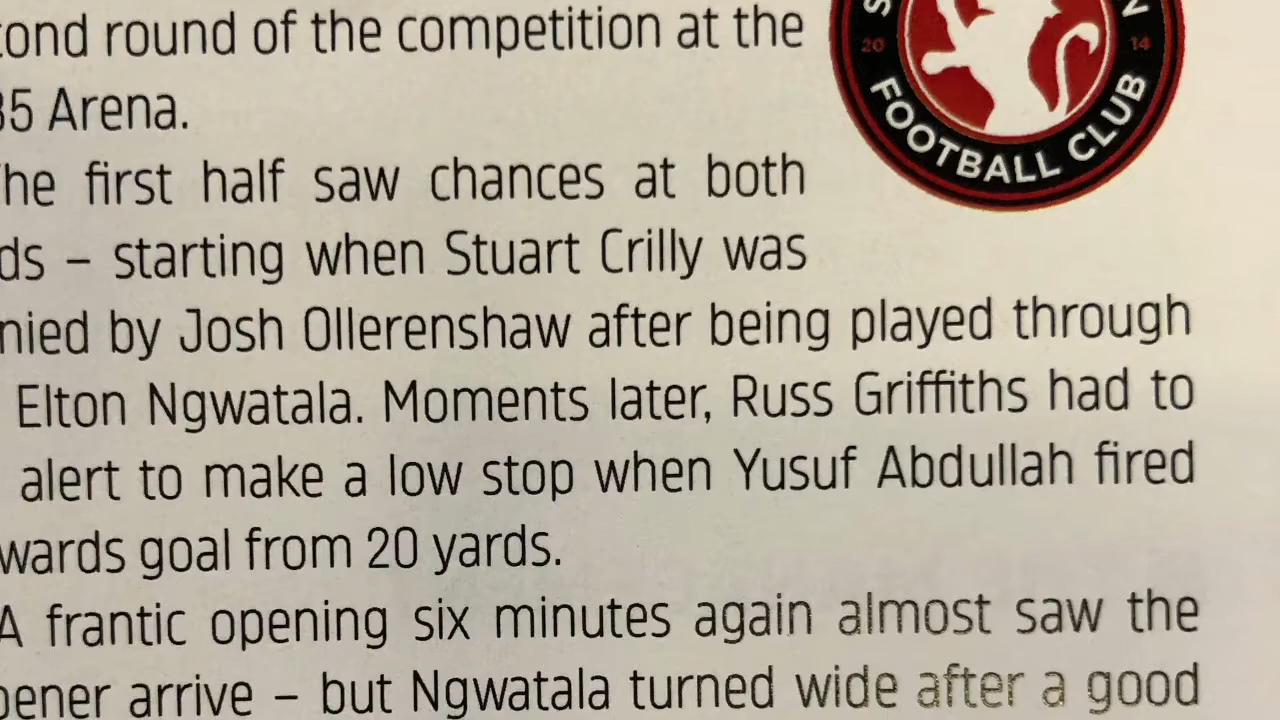 cond round of the competition at the
85 Arena.
The first half saw chances at both
ds – starting when Stuart Crilly was
nied by Josh Ollerenshaw after being played through
Elton Ngwatala. Moments later, Russ Griffiths had to
alert to make a low stop when Yusuf Abdullah fired
wards goal from 20 yards.
A frantic opening six minutes again almost saw the
pener arrive – but Ngwatala turned wide after a good
20 14
FOOTBALL CLUB